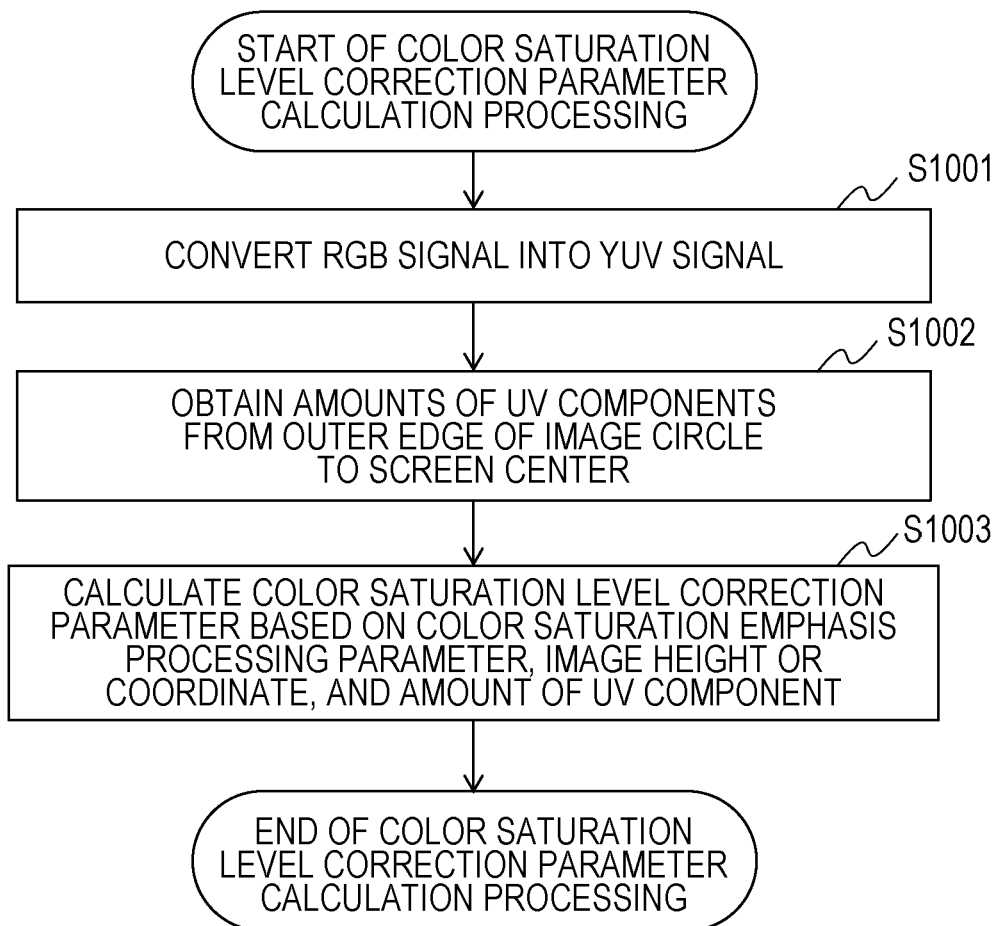 START OF COLOR SATURATION
LEVEL CORRECTION PARAMETER
CALCULATION PROCESSING
S1001
CONVERT RGB SIGNAL INTO YUV SIGNAL
S1002
OBTAIN AMOUNTS OF UV COMPONENTS
FROM OUTER EDGE OF IMAGE CIRCLE
TO SCREEN CENTER
S1003
CALCULATE COLOR SATURATION LEVEL CORRECTION
PARAMETER BASED ON COLOR SATURATION EMPHASIS
PROCESSING PARAMETER, IMAGE HEIGHT OR
COORDINATE, AND AMOUNT OF UV COMPONENT
END OF COLOR SATURATION
LEVEL CORRECTION PARAMETER
CALCULATION PROCESSING